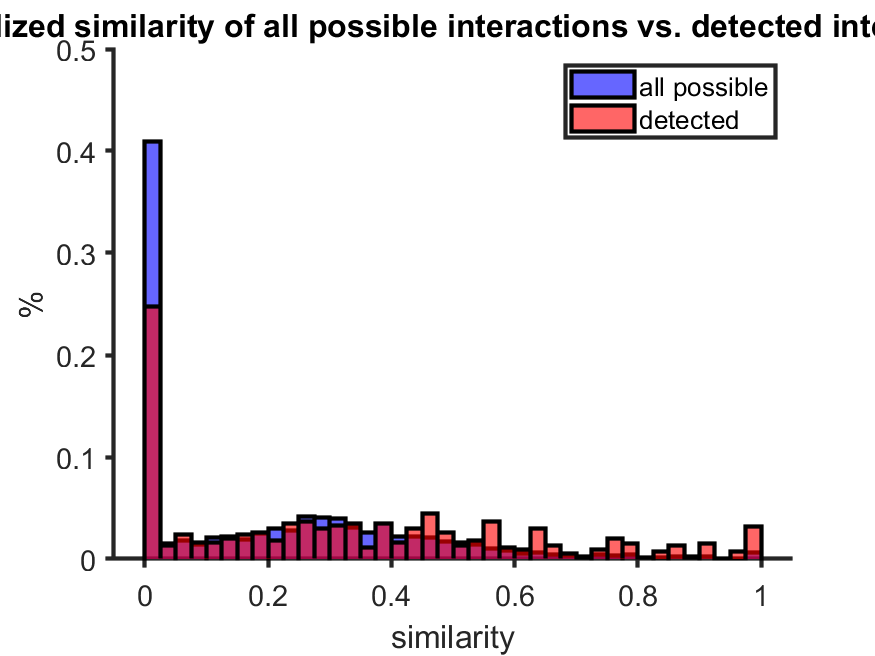 lized similarity of all possible interactions vs. detected inte
all possible
detected
0.5
0.4
0.3
0.2
0.1
0
%
0 0.2 0.4 0.6 0.8 1
similarity